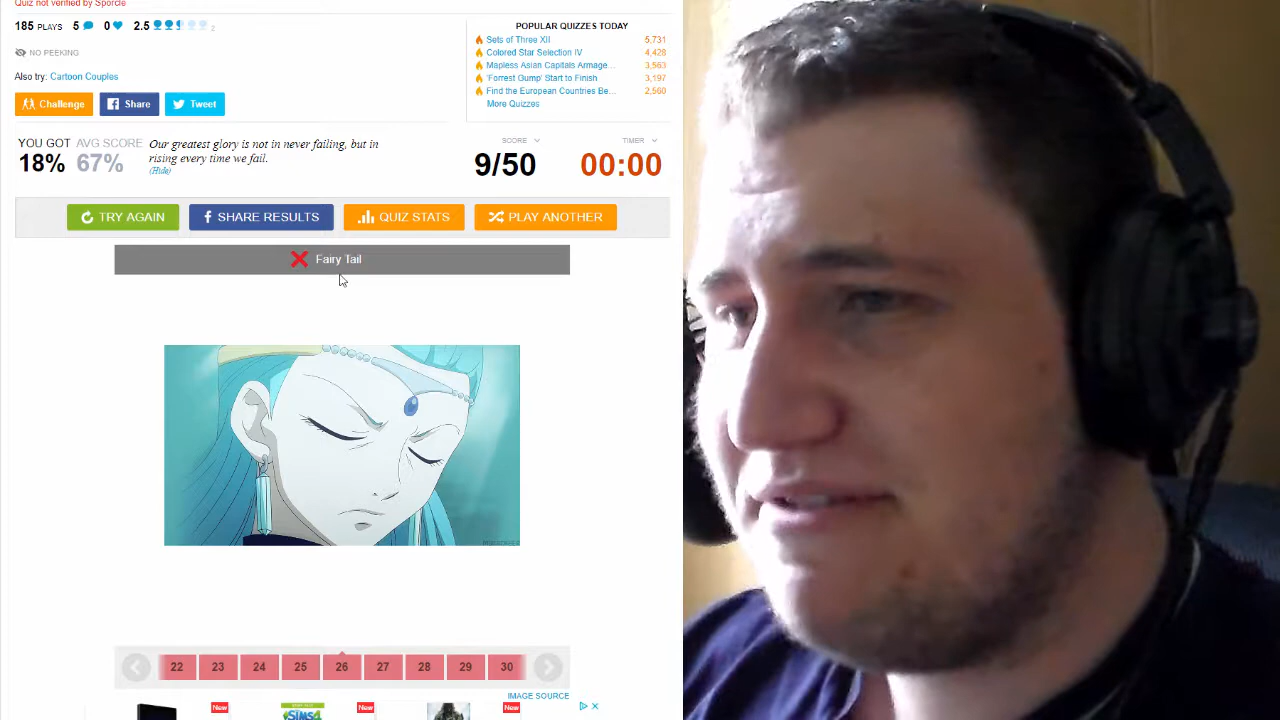 Quiz not verified by Sporcle
185 PLAYS 5 0 2.5 2
NO PEEKING
Also try: Cartoon Couples
Challenge Share Tweet
POPULAR QUIZZES TODAY
Sets of Three XII 5,731
Colored Star Selection IV 4,428
Mapless Asian Capitals Armage... 3,563
'Forrest Gump' Start to Finish 3,197
Find the European Countries Be... 2,560
More Quizzes
YOU GOT AVG SCORE
18% 67%
Our greatest glory is not in never failing, but in
rising every time we fail.
(Hide)
SCORE TIMER
9/50 00:00
TRY AGAIN SHARE RESULTS QUIZ STATS PLAY ANOTHER
Fairy Tail
22 23 24 25 26 27 28 29 30
IMAGE SOURCE
New New New
SIMS4